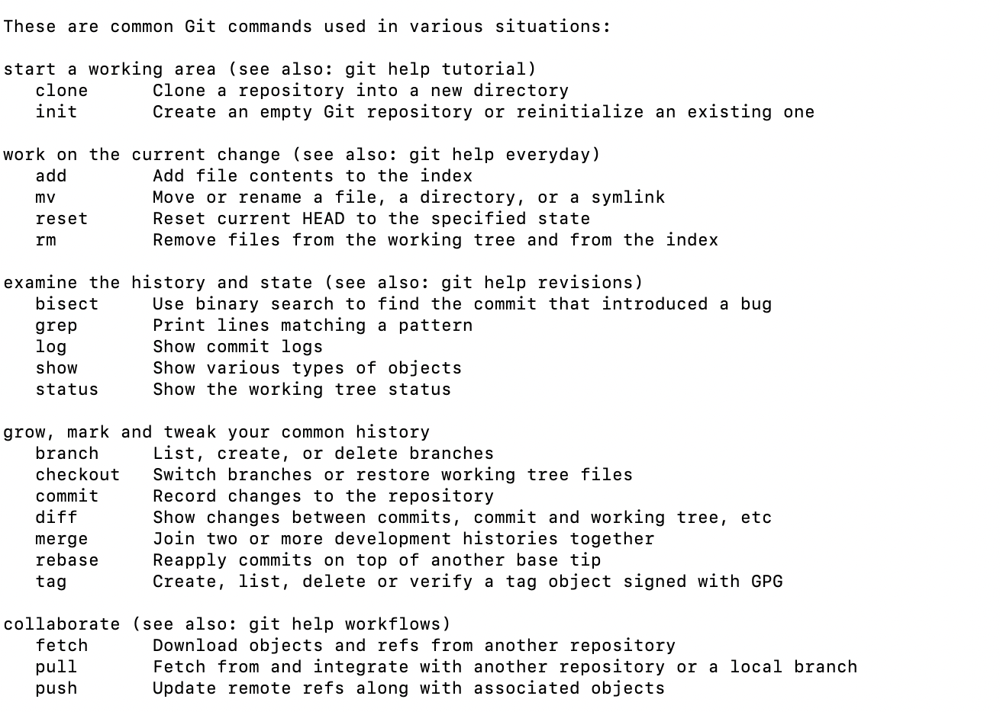 These are common Git commands used in various situations:

start a working area (see also: git help tutorial)
   clone      Clone a repository into a new directory
   init       Create an empty Git repository or reinitialize an existing one

work on the current change (see also: git help everyday)
   add        Add file contents to the index
   mv         Move or rename a file, a directory, or a symlink
   reset      Reset current HEAD to the specified state
   rm         Remove files from the working tree and from the index

examine the history and state (see also: git help revisions)
   bisect     Use binary search to find the commit that introduced a bug
   grep       Print lines matching a pattern
   log        Show commit logs
   show       Show various types of objects
   status     Show the working tree status

grow, mark and tweak your common history
   branch     List, create, or delete branches
   checkout   Switch branches or restore working tree files
   commit     Record changes to the repository
   diff       Show changes between commits, commit and working tree, etc
   merge      Join two or more development histories together
   rebase     Reapply commits on top of another base tip
   tag        Create, list, delete or verify a tag object signed with GPG

collaborate (see also: git help workflows)
   fetch      Download objects and refs from another repository
   pull       Fetch from and integrate with another repository or a local branch
   push       Update remote refs along with associated objects